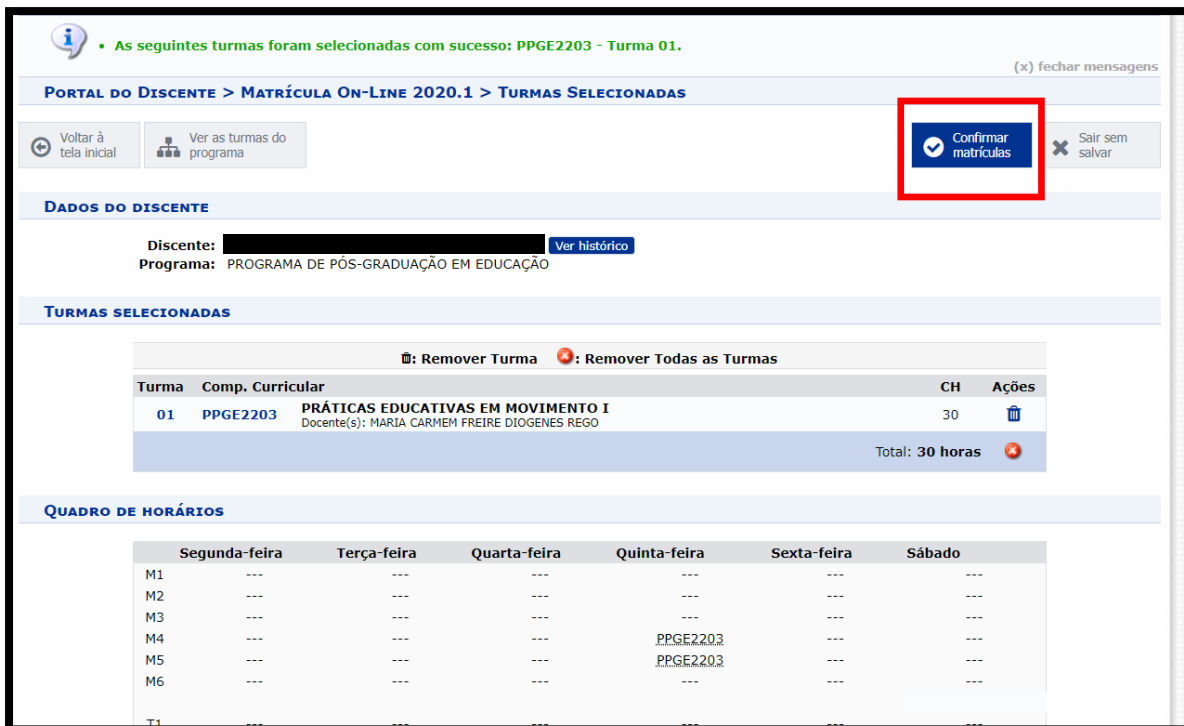 • As seguintes turmas foram selecionadas com sucesso: PPGE2203 - Turma 01.
(x) fechar mensagens
PORTAL DO DISCENTE > MATRÍCULA ON-LINE 2020.1 > TURMAS SELECIONADAS
Voltar à tela inicial
Ver as turmas do programa
Confirmar matrículas
Sair sem salvar
DADOS DO DISCENTE
Discente: Ver histórico
Programa: PROGRAMA DE PÓS-GRADUAÇÃO EM EDUCAÇÃO
TURMAS SELECIONADAS
: Remover Turma : Remover Todas as Turmas
Turma Comp. Curricular CH Ações
01 PPGE2203 PRÁTICAS EDUCATIVAS EM MOVIMENTO I 30
Docente(s): MARIA CARMEM FREIRE DIOGENES REGO
Total: 30 horas
QUADRO DE HORÁRIOS
Segunda-feira Terça-feira Quarta-feira Quinta-feira Sexta-feira Sábado
M1 --- --- --- --- --- ---
M2 --- --- --- --- --- ---
M3 --- --- --- --- --- ---
M4 --- --- --- PPGE2203 --- ---
M5 --- --- --- PPGE2203 --- ---
M6 --- --- --- --- --- ---
T1 --- --- --- --- --- ---